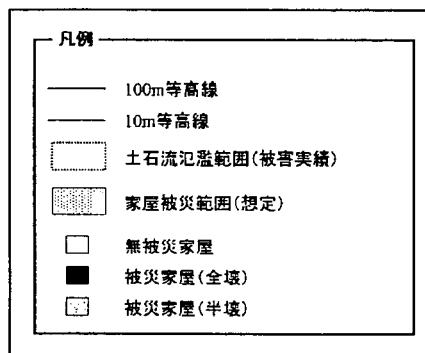 凡例
100m等高線
10m等高線
土石流氾濫範囲(被害実績)
家屋被災範囲(想定)
無被災家屋
被災家屋(全壊)
被災家屋(半壊)